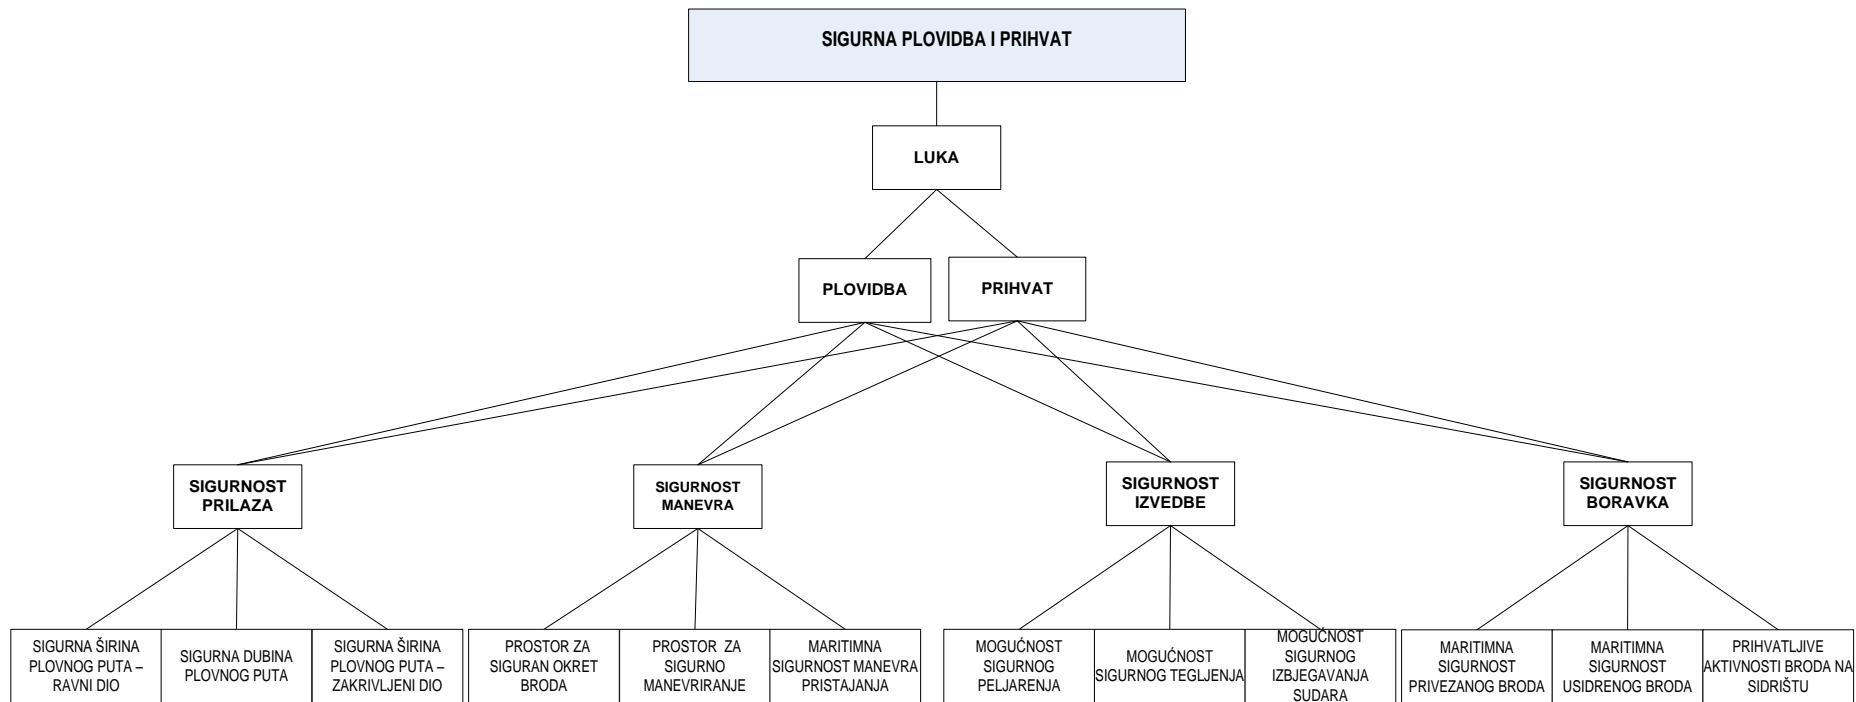 SIGURNA PLOVIDBA I PRIHVAT
LUKA
PLOVIDBA
PRIHVAT
SIGURNOST
PRILAZA
SIGURNOST
MANEVRA
SIGURNOST
IZVEDBE
SIGURNOST
BORAVKA
SIGURNA ŠIRINA
PLOVNOG PUTA –
RAVNI DIO
SIGURNA DUBINA
PLOVNOG PUTA
SIGURNA ŠIRINA
PLOVNOG PUTA –
ZAKRIVLJENI DIO
PROSTOR ZA
SIGURAN OKRET
BRODA
PROSTOR ZA
SIGURNO
MANEVRIRANJE
MARITIMNA
SIGURNOST MANEVRA
PRISTAJANJA
MOGUĆNOST
SIGURNOG
PELJARENJA
MOGUĆNOST
SIGURNOG TEGLJENJA
MOGUĆNOST
SIGURNOG
IZBJEGAVANJA
SUDARA
MARITIMNA
SIGURNOST
PRIVEZANOG BRODA
MARITIMNA
SIGURNOST
USIDRENOG BRODA
PRIHVATLJIVE
AKTIVNOSTI BRODA NA
SIDRIŠTU